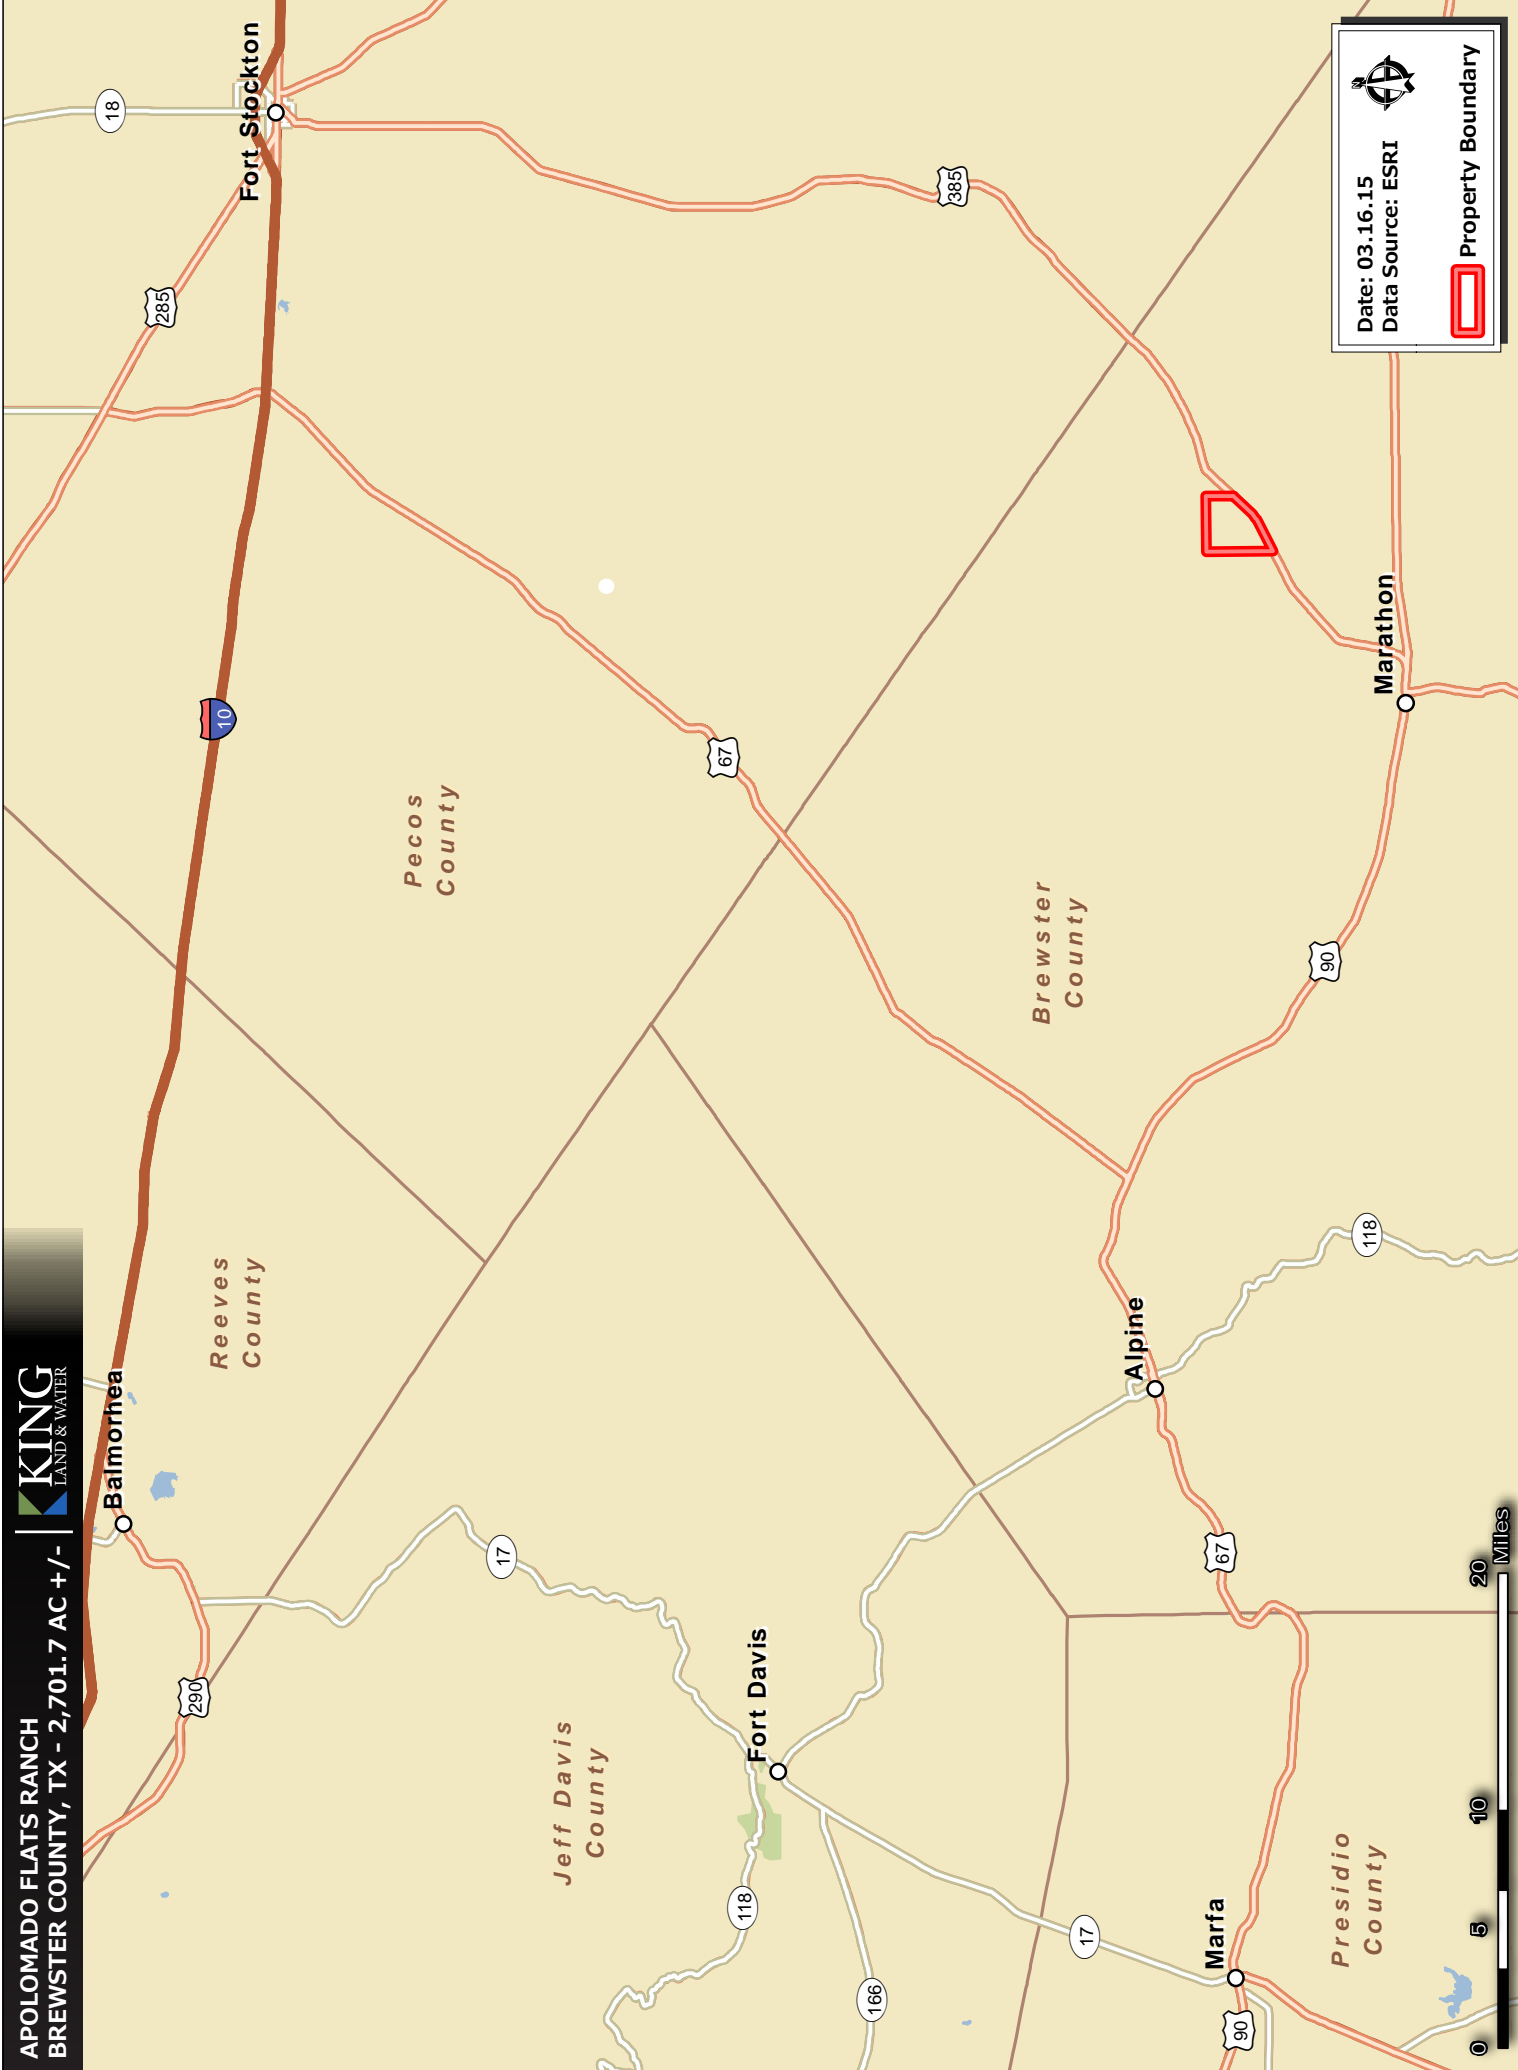 APOLOMADO FLATS RANCH
BREWSTER COUNTY, TX - 2,701.7 AC +/-
KING
LAND & WATER
Balmorhea
290
Reeves
County
10
285
18
Fort Stockton
17
Pecos
County
Jeff Davis
County
Fort Davis
118
166
67
385
17
Brewster
County
Alpine
Marfa
90
67
118
90
Marathon
Presidio
County
0
5
10
20
Miles
Date: 03.16.15
Data Source: ESRI
N
Property Boundary